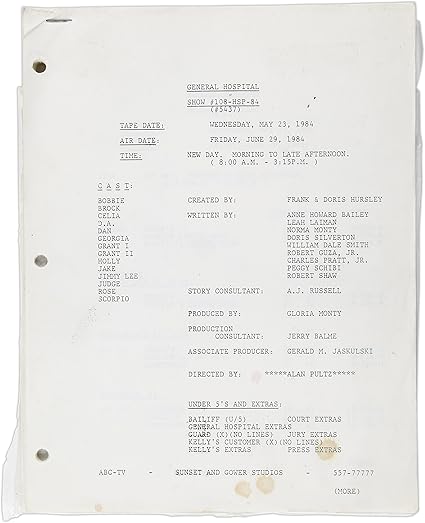 GENERAL HOSPITAL
SHOW #108-HSP-84
(#5437)
TAPE DATE: WEDNESDAY, MAY 23, 1984
AIR DATE: FRIDAY, JUNE 29, 1984
TIME: NEW DAY. MORNING TO LATE AFTERNOON.
( 8:00 A.M. - 3:15P.M. )
C A S T:
BOBBIE CREATED BY: FRANK & DORIS HURSLEY
BROCK
CELIA WRITTEN BY: ANNE HOWARD BAILEY
D.A. LEAH LAIMAN
DAN NORMA MONTY
GEORGIA DORIS SILVERTON
GRANT I WILLIAM DALE SMITH
GRANT II ROBERT GUZA, JR.
HOLLY CHARLES PRATT, JR.
JAKE PEGGY SCHIBI
JIMMY LEE ROBERT SHAW
JUDGE
ROSE STORY CONSULTANT: A.J. RUSSELL
SCORPIO
PRODUCED BY: GLORIA MONTY
PRODUCTION
CONSULTANT: JERRY BALME
ASSOCIATE PRODUCER: GERALD M. JASKULSKI
DIRECTED BY: *****ALAN PULTZ*****
UNDER 5'S AND EXTRAS:
BAILIFF (U/5) COURT EXTRAS
GENERAL HOSPITAL EXTRAS
GUARD (X)(NO LINES) JURY EXTRAS
KELLY'S CUSTOMER (X)(NO LINES)
KELLY'S EXTRAS PRESS EXTRAS
ABC-TV - SUNSET AND GOWER STUDIOS - 557-77777
(MORE)